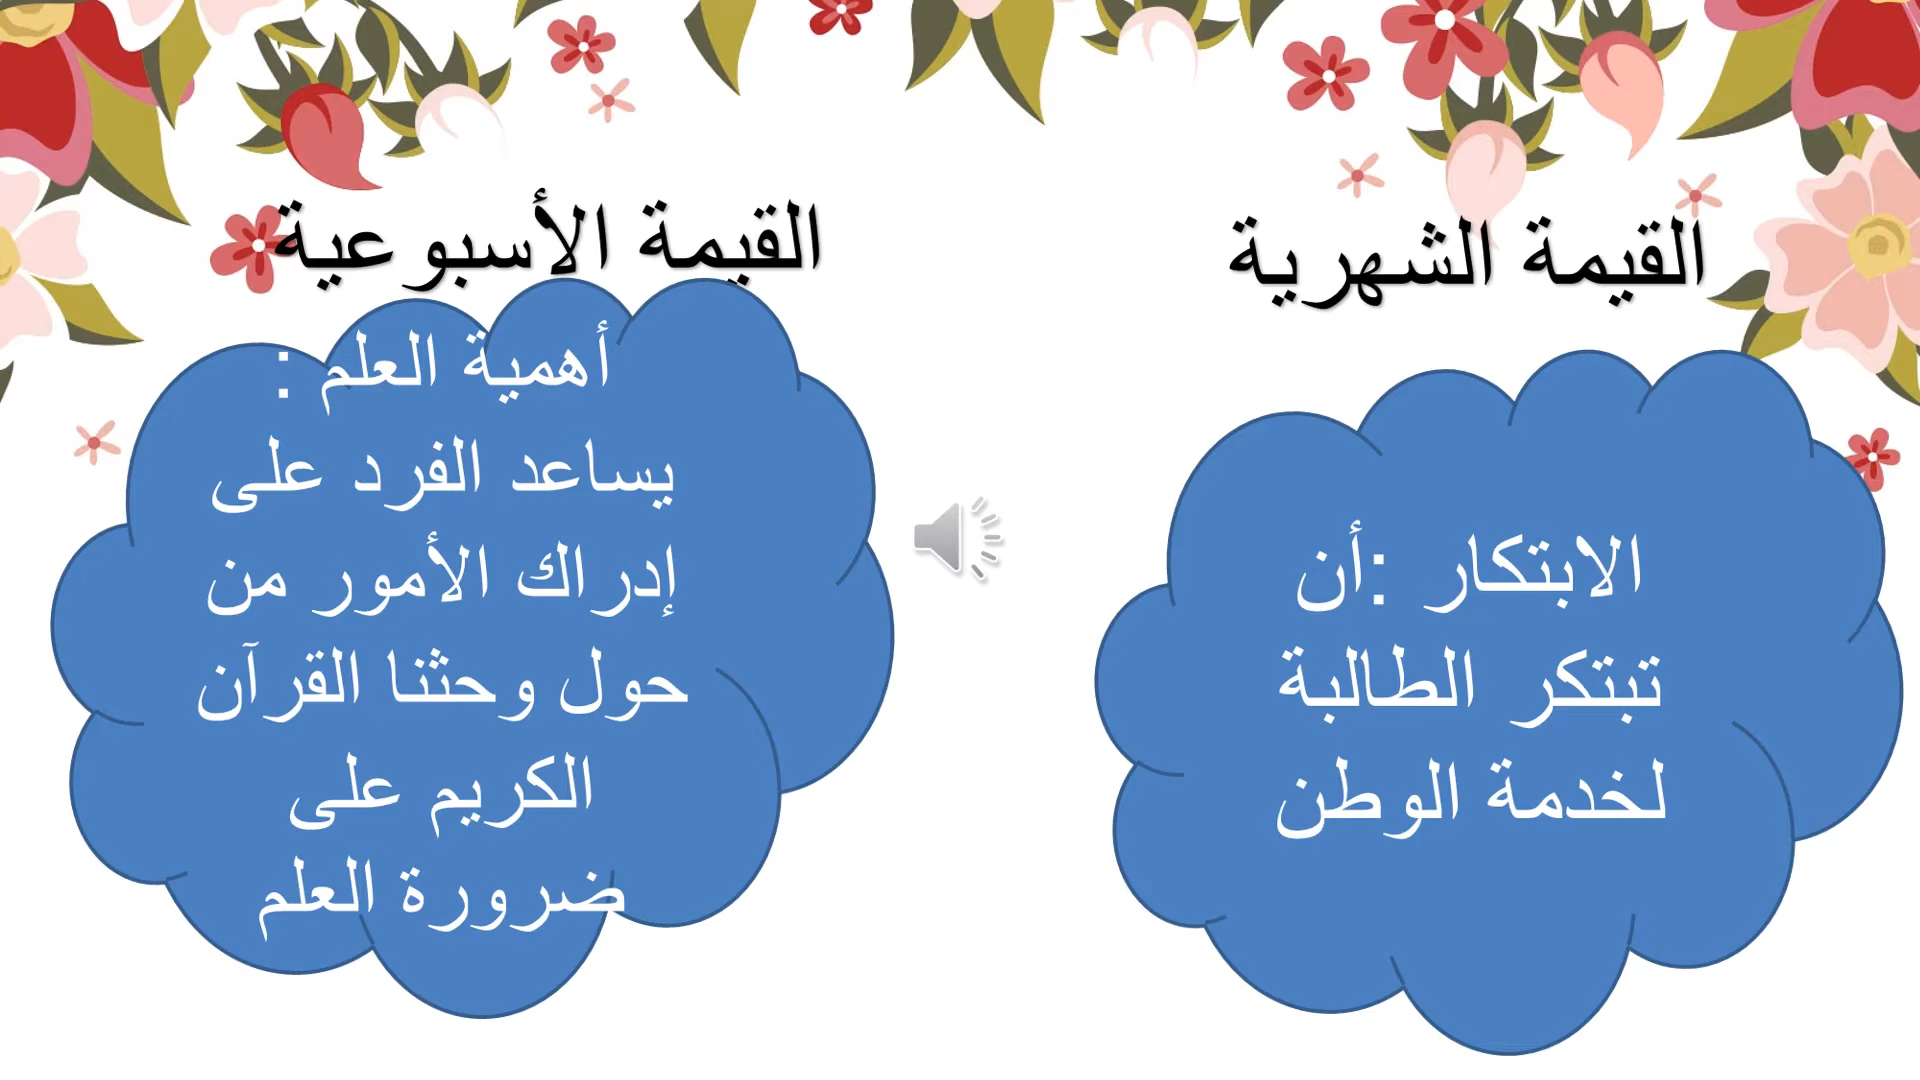 القيمة الشهرية
الابتكار :أن
تبتكر الطالبة
لخدمة الوطن
القيمة الأسبوعية
أهمية العلم :
يساعد الفرد على
إدراك الأمور من
حول وحثنا القرآن
الكريم على
ضرورة العلم